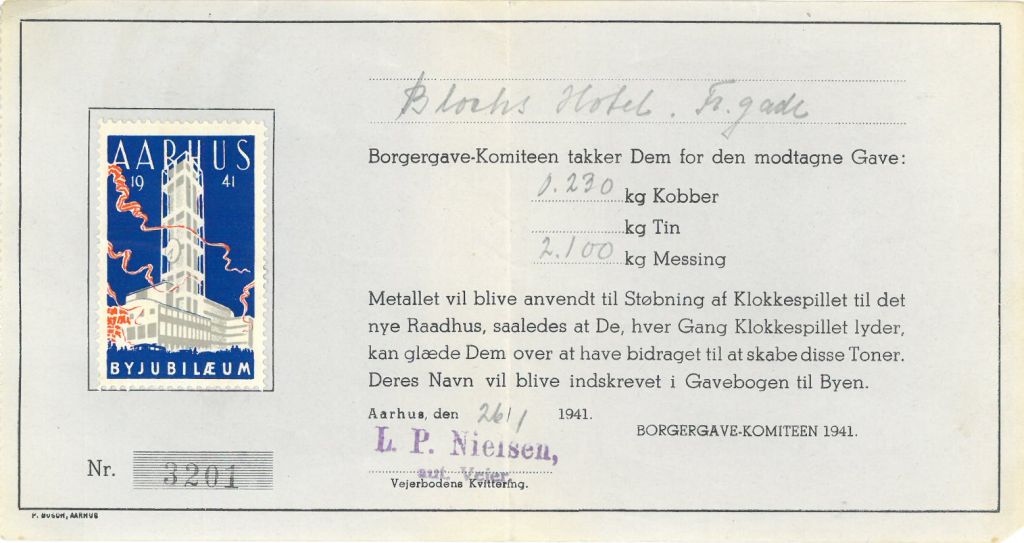 Blochs Hotel. Fr. gade
Borgergave-Komiteen takker Dem for den modtagne Gave:
0.230 kg Kobber
kg Tin
2.100 kg Messing
Metallet vil blive anvendt til Støbning af Klokkespillet til det
nye Raadhus, saaledes at De, hver Gang Klokkespillet lyder,
kan glæde Dem over at have bidraget til at skabe disse Toner.
Deres Navn vil blive indskrevet i Gavebogen til Byen.
Aarhus, den 26/1 1941.
BORGERGAVE-KOMITEEN 1941.
L. P. Nielsen,
aut. Vejer
Vejerbodens Kvittering.
AARHUS
19 41
BYJUBILÆUM
Nr. 3201
P. BUSCH, AARHUS